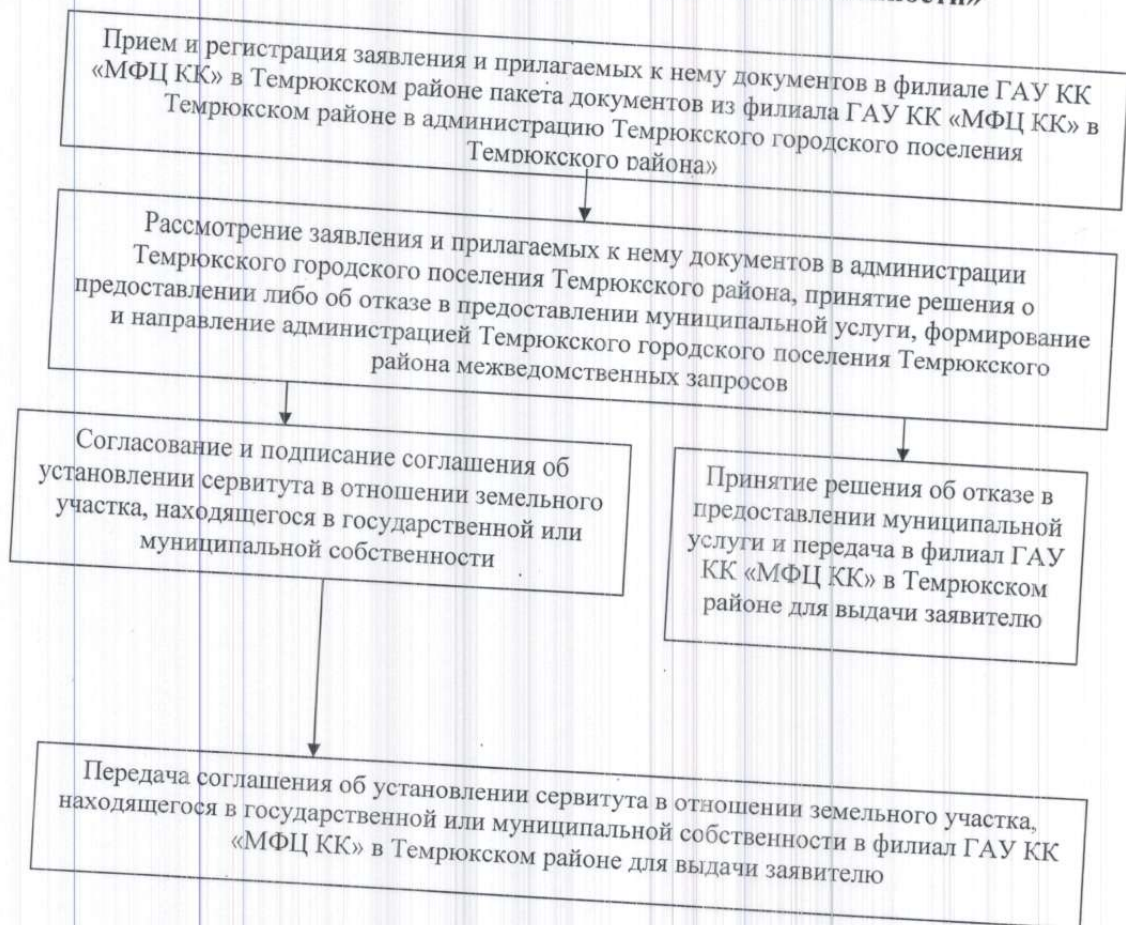 Прием и регистрация заявления и прилагаемых к нему документов в филиале ГАУ КК
«МФЦ КК» в Темрюкском районе пакета документов из филиала ГАУ КК «МФЦ КК» в
Темрюкском районе в администрацию Темрюкского городского поселения
Темрюкского района»
Рассмотрение заявления и прилагаемых к нему документов в администрации
Темрюкского городского поселения Темрюкского района, принятие решения о
предоставлении либо об отказе в предоставлении муниципальной услуги, формирование
и направление администрацией Темрюкского городского поселения Темрюкского
района межведомственных запросов
Согласование и подписание соглашения об
установлении сервитута в отношении земельного
участка, находящегося в государственной или
муниципальной собственности
Принятие решения об отказе в
предоставлении муниципальной
услуги и передача в филиал ГАУ
КК «МФЦ КК» в Темрюкском
районе для выдачи заявителю
Передача соглашения об установлении сервитута в отношении земельного участка,
находящегося в государственной или муниципальной собственности в филиал ГАУ КК
«МФЦ КК» в Темрюкском районе для выдачи заявителю